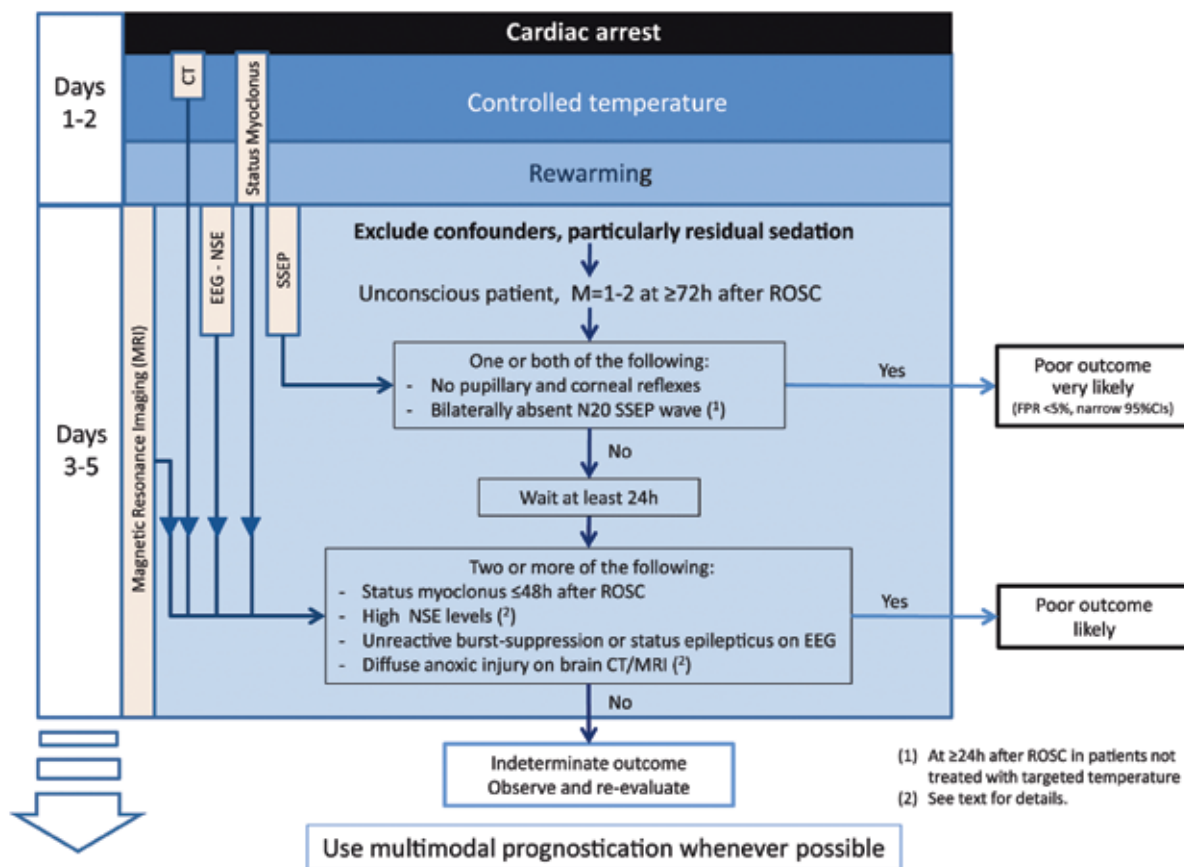 Cardiac arrest
Days
1-2
CT
Status Myoclonus
Controlled temperature
Rewarming
Days
3-5
Magnetic Resonance Imaging (MRI)
EEG - NSE
SSEP
Exclude confounders, particularly residual sedation
Unconscious patient, M=1-2 at ≥72h after ROSC
One or both of the following:
- No pupillary and corneal reflexes
- Bilaterally absent N20 SSEP wave (1)
Yes
Poor outcome
very likely
(FPR <5%, narrow 95%CIs)
No
Wait at least 24h
Two or more of the following:
- Status myoclonus ≤48h after ROSC
- High NSE levels (2)
- Unreactive burst-suppression or status epilepticus on EEG
- Diffuse anoxic injury on brain CT/MRI (2)
Yes
Poor outcome
likely
No
Indeterminate outcome
Observe and re-evaluate
(1) At ≥24h after ROSC in patients not
treated with targeted temperature
(2) See text for details.
Use multimodal prognostication whenever possible